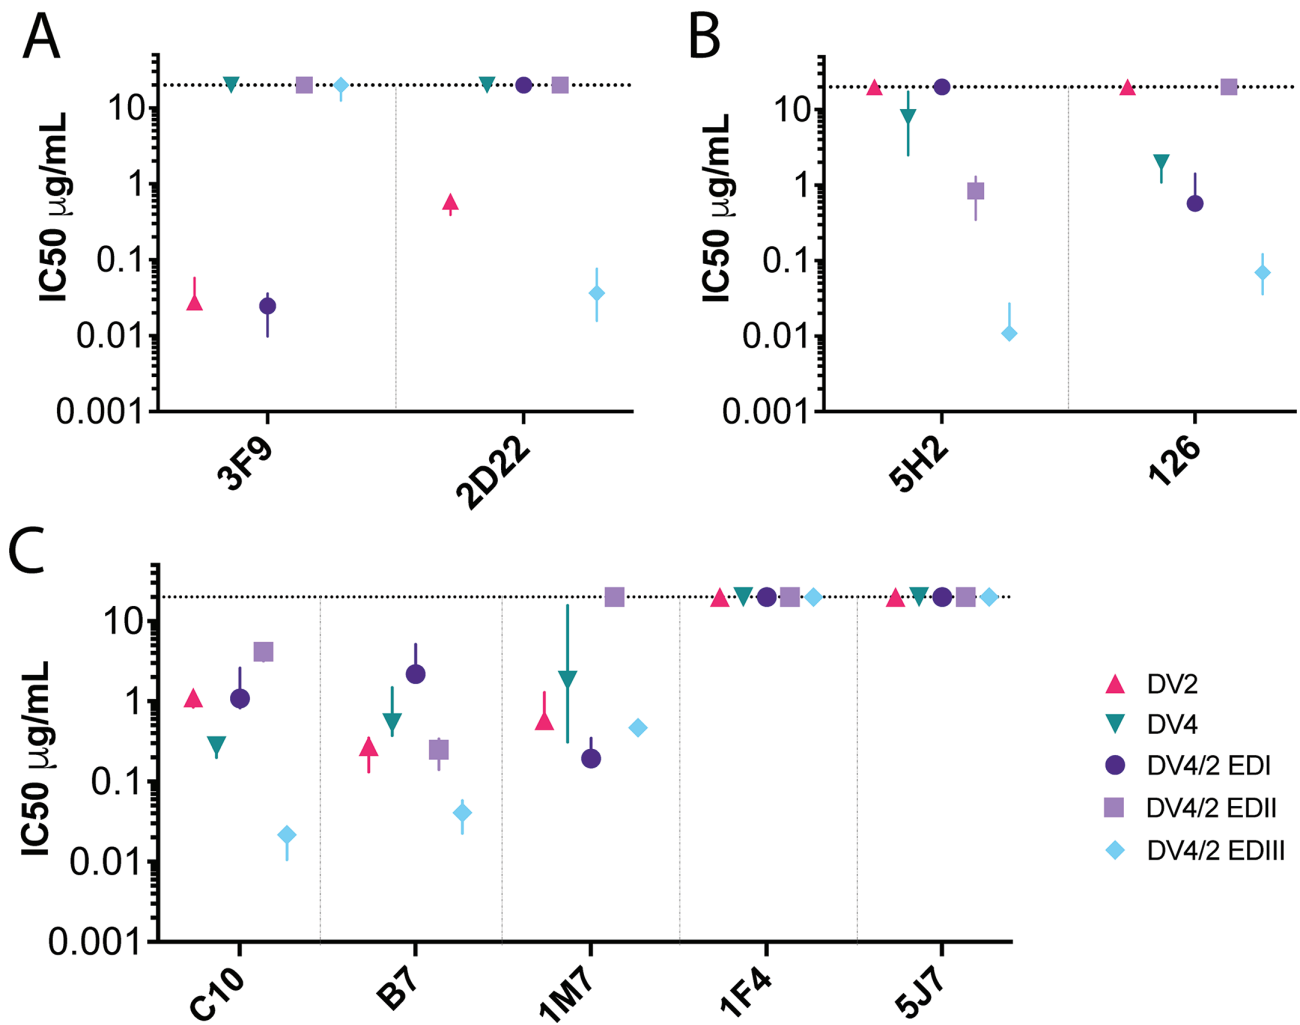 A
IC50 μg/mL
10
1
0.1
0.01
0.001
3F9
2D22
B
IC50 μg/mL
10
1
0.1
0.01
0.001
5H2
126
C
IC50 μg/mL
10
1
0.1
0.01
0.001
C10
B7
1M7
1F4
5J7
DV2
DV4
DV4/2 EDI
DV4/2 EDII
DV4/2 EDIII